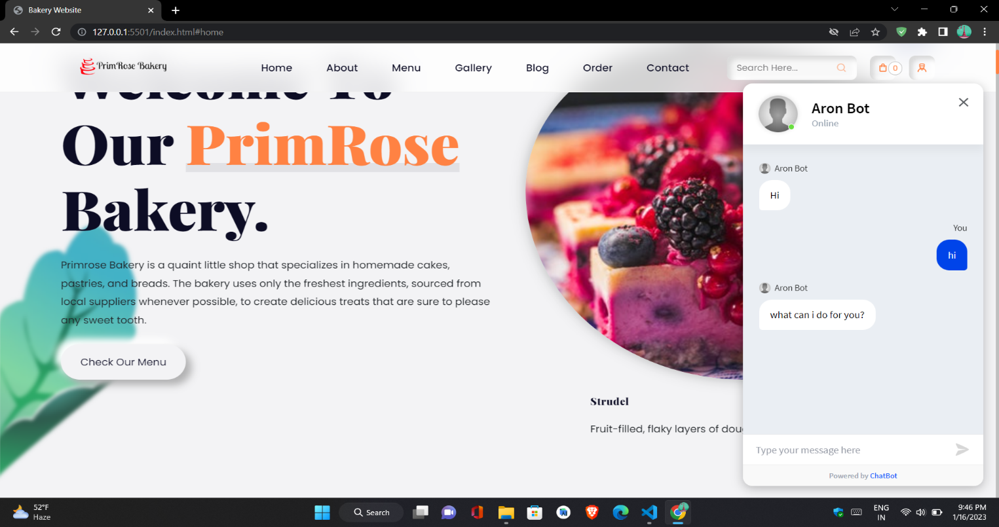 Bakery Website
127.0.0.1:5501/index.html#home
PrimRose Bakery
Home
About
Menu
Gallery
Blog
Order
Contact
Search Here...
0
Welcome To
Our PrimRose
Bakery.
Primrose Bakery is a quaint little shop that specializes in homemade cakes,
pastries, and breads. The bakery uses only the freshest ingredients, sourced from
local suppliers whenever possible, to create delicious treats that are sure to please
any sweet tooth.
Check Our Menu
Strudel
Fruit-filled, flaky layers of dou
Aron Bot
Online
Aron Bot
Hi
You
hi
Aron Bot
what can i do for you?
Type your message here
Powered by ChatBot
52°F
Haze
Search
ENG
IN
9:46 PM
1/16/2023